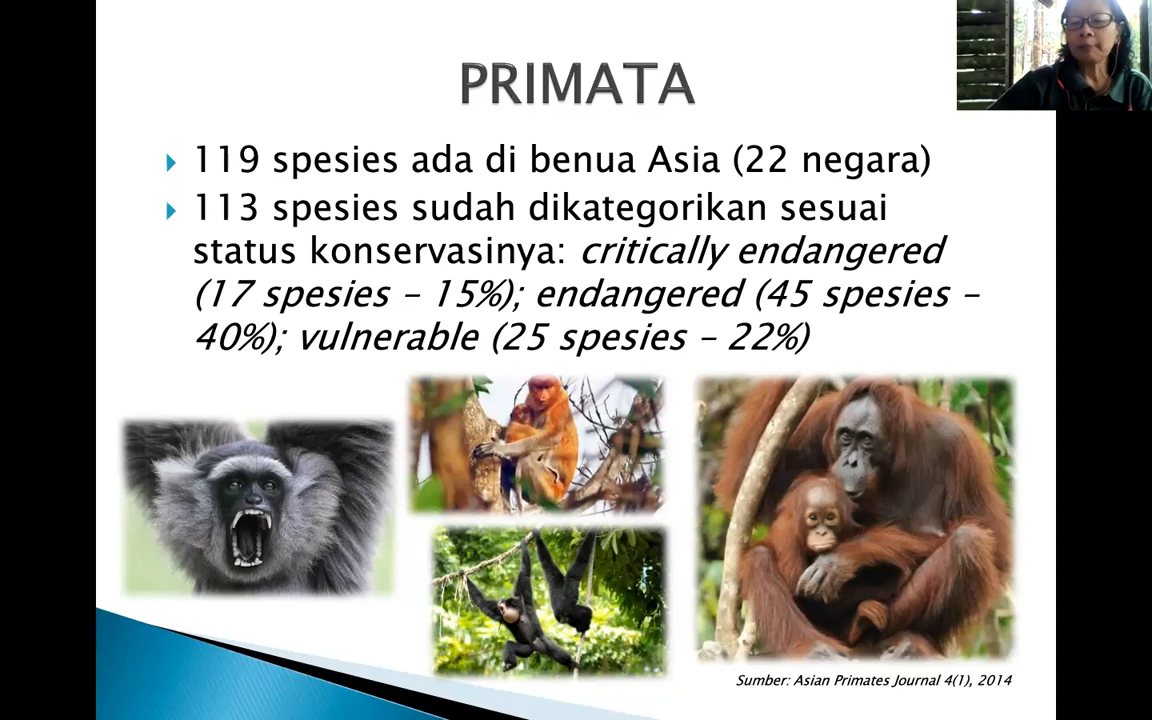 PRIMATA
119 spesies ada di benua Asia (22 negara)
113 spesies sudah dikategorikan sesuai
status konservasinya: critically endangered
(17 spesies – 15%); endangered (45 spesies –
40%); vulnerable (25 spesies – 22%)
Sumber: Asian Primates Journal 4(1), 2014